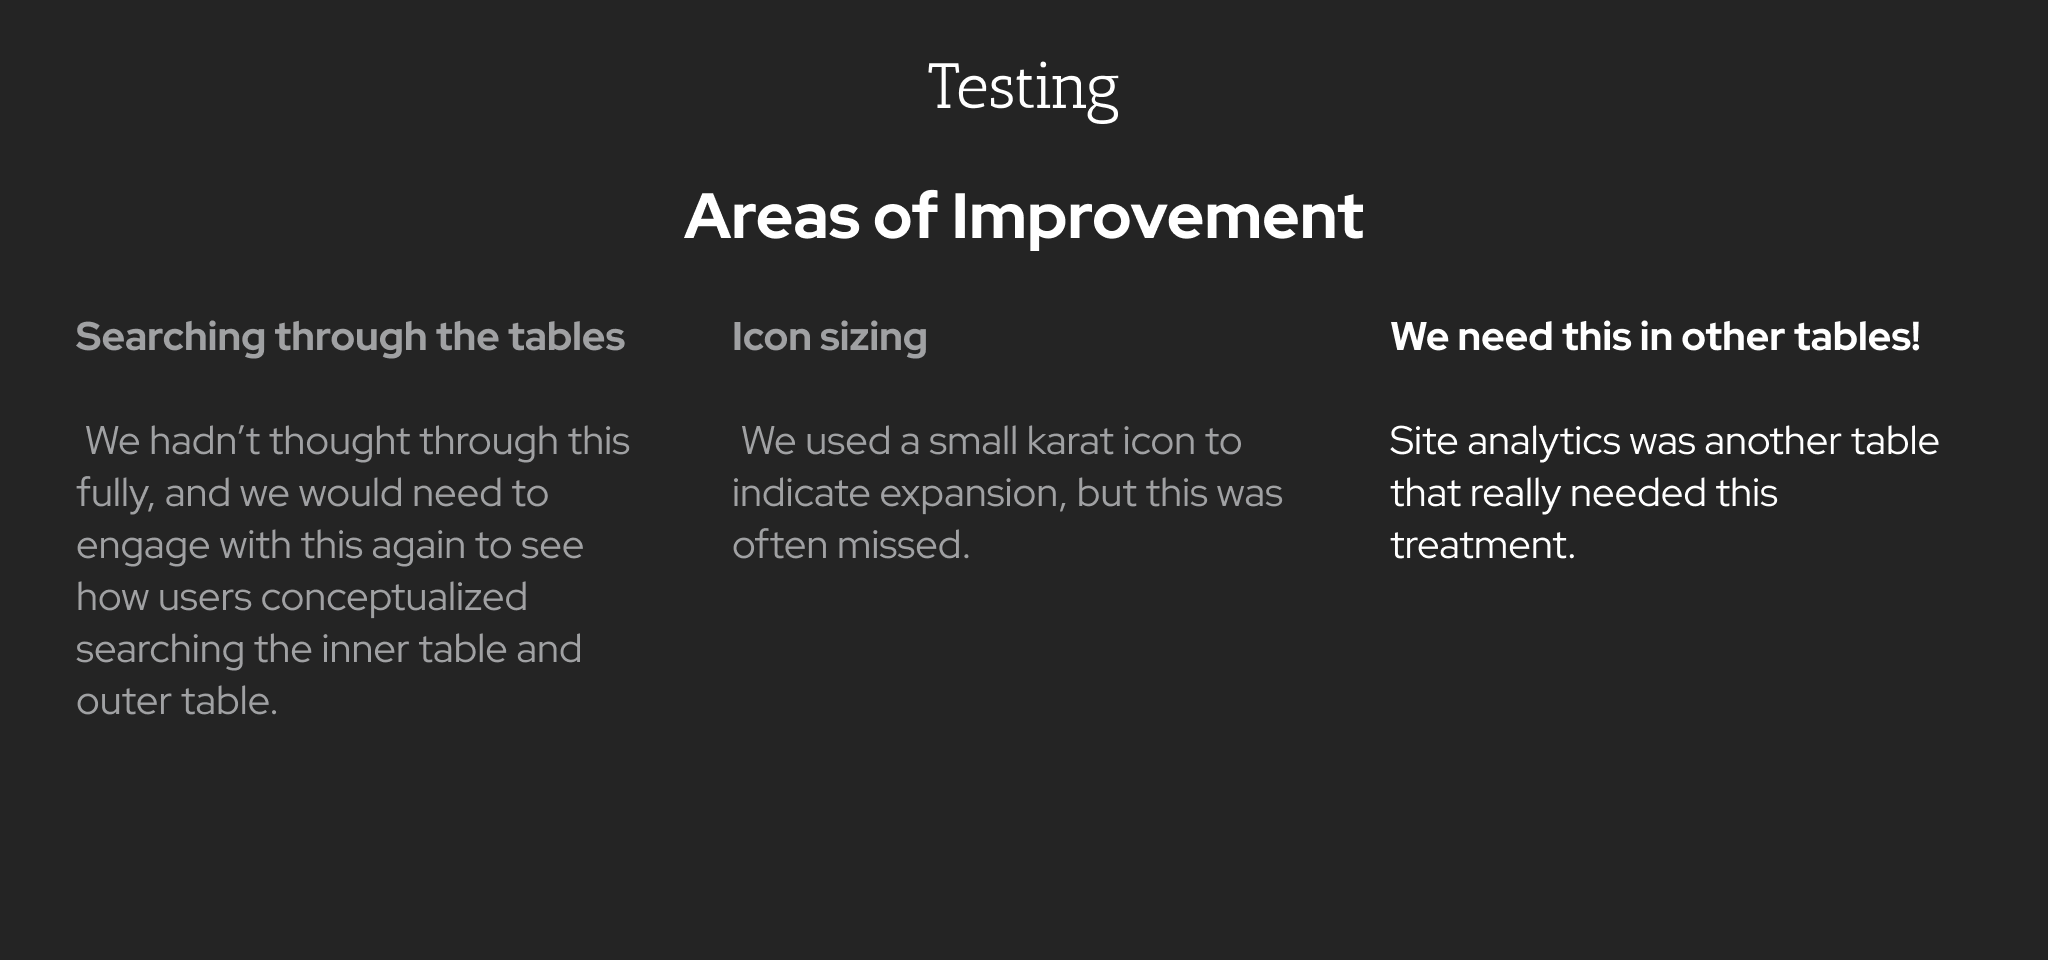 Testing
Areas of Improvement
Searching through the tables
We hadn’t thought through this
fully, and we would need to
engage with this again to see
how users conceptualized
searching the inner table and
outer table.
Icon sizing
We used a small karat icon to
indicate expansion, but this was
often missed.
We need this in other tables!
Site analytics was another table
that really needed this
treatment.